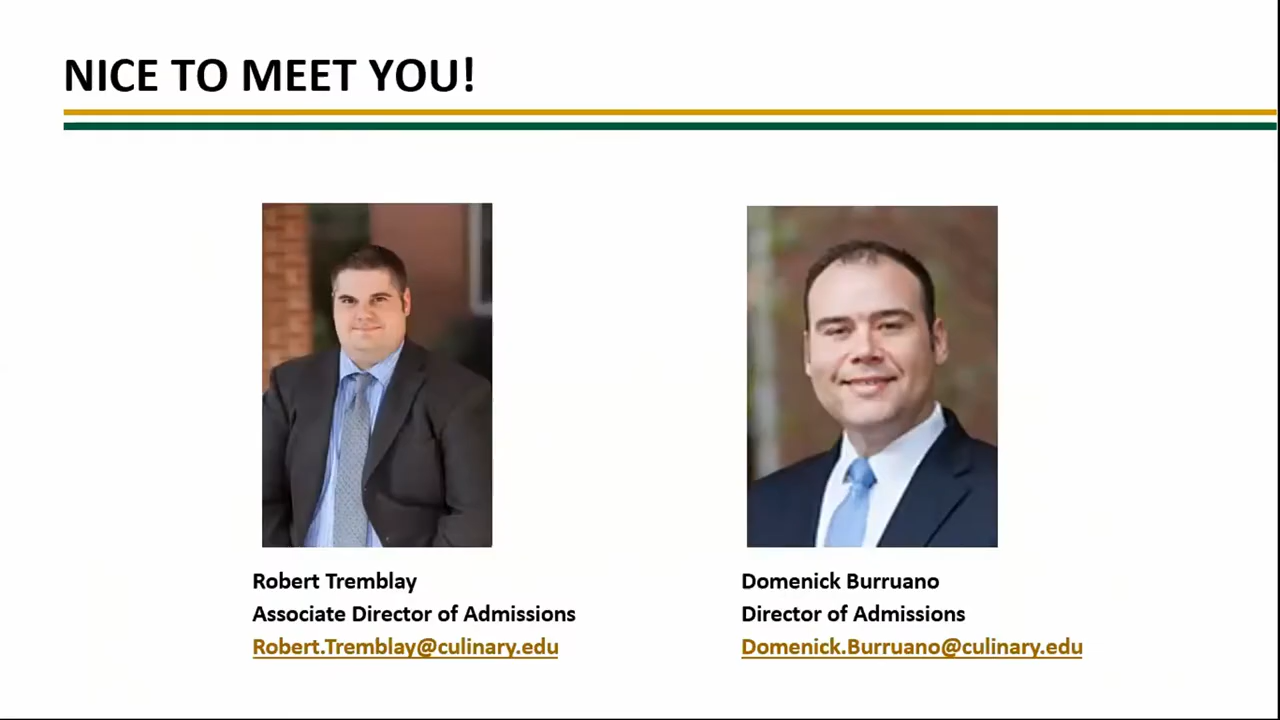 NICE TO MEET YOU!
Robert Tremblay
Associate Director of Admissions
Robert.Tremblay@culinary.edu
Domenick Burruano
Director of Admissions
Domenick.Burruano@culinary.edu